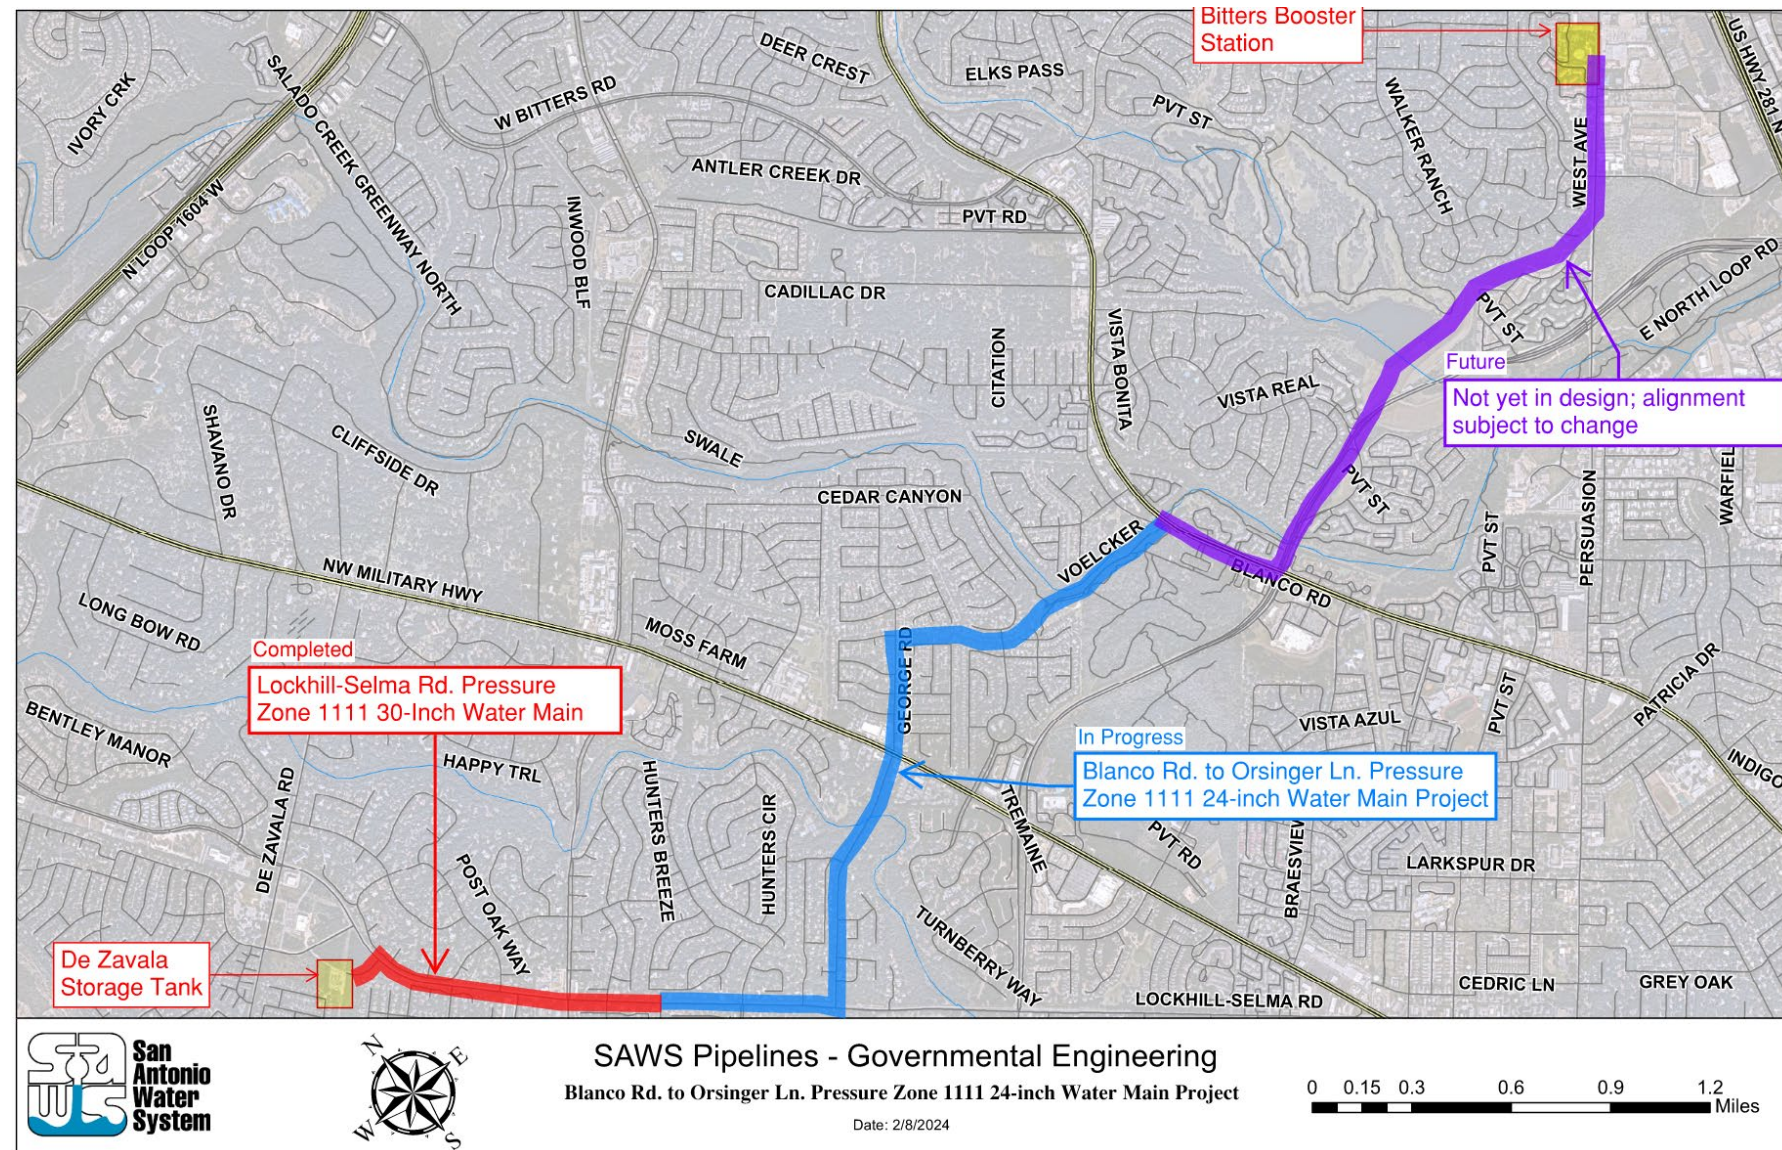 Bitters Booster
Station
US HWY 281 N
DEER CREST
ELKS PASS
SALADO CREEK GREENWAY NORTH
IVORY CRK
W BITTERS RD
PVT ST
WALKER RANCH
WEST AVE
ANTLER CREEK DR
PVT RD
N LOOP 1604 W
INWOOD BLF
CADILLAC DR
E NORTH LOOP RD
PVT ST
VISTA BONITA
CITATION
Future
Not yet in design; alignment
subject to change
VISTA REAL
SHAVANO DR
CLIFFSIDE DR
SWALE
CEDAR CANYON
PVT ST
WARFIEL
PERSUASION
PVT ST
VOELCKER
BLANCO RD
NW MILITARY HWY
LONG BOW RD
MOSS FARM
GEORGE RD
Completed
Lockhill-Selma Rd. Pressure
Zone 1111 30-Inch Water Main
PATRICIA DR
PVT ST
VISTA AZUL
BENTLEY MANOR
In Progress
Blanco Rd. to Orsinger Ln. Pressure
Zone 1111 24-inch Water Main Project
INDIGO
HAPPY TRL
DE ZAVALA RD
HUNTERS BREEZE
HUNTERS CIR
TREMAINE
PVT RD
BRAESVIEW
LARKSPUR DR
POST OAK WAY
TURNBERRY WAY
De Zavala
Storage Tank
LOCKHILL-SELMA RD
CEDRIC LN
GREY OAK
SAWS
San
Antonio
Water
System
N
E
W
S
SAWS Pipelines - Governmental Engineering
Blanco Rd. to Orsinger Ln. Pressure Zone 1111 24-inch Water Main Project
Date: 2/8/2024
0 0.15 0.3 0.6 0.9 1.2
Miles